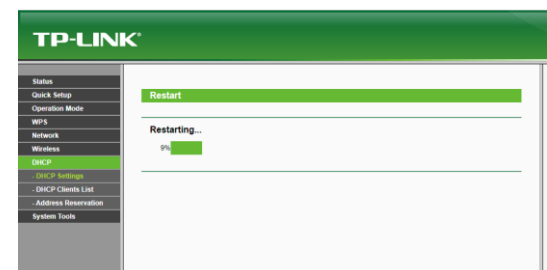 TP-LINK®
Status
Quick Setup
Operation Mode
WPS
Network
Wireless
DHCP
- DHCP Settings
- DHCP Clients List
- Address Reservation
System Tools
Restart
Restarting...
9%